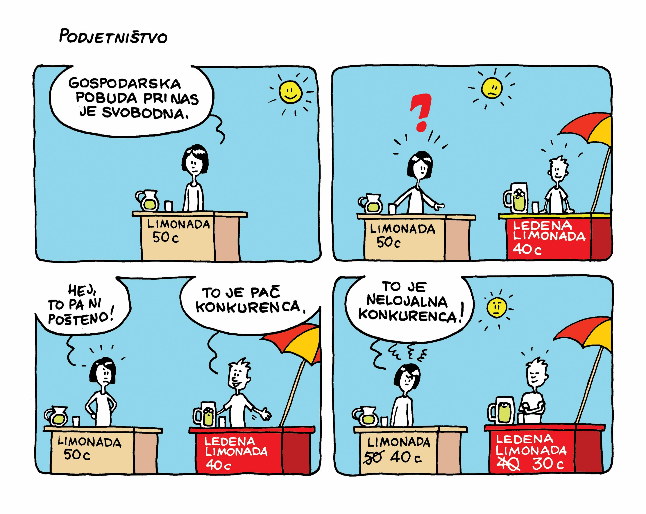 PODJETNIŠTVO
GOSPODARSKA
POBUDA PRI NAS
JE SVOBODNA.
LIMONADA
50 c
?
LIMONADA
50 c
LEDENA
LIMONADA
40 c
HEJ,
TO PA NI
POŠTENO!
TO JE PAČ
KONKURENCA.
LIMONADA
50 c
LEDENA
LIMONADA
40 c
TO JE
NELOJALNA
KONKURENCA!
LIMONADA
50 40 c
LEDENA
LIMONADA
40 30 c